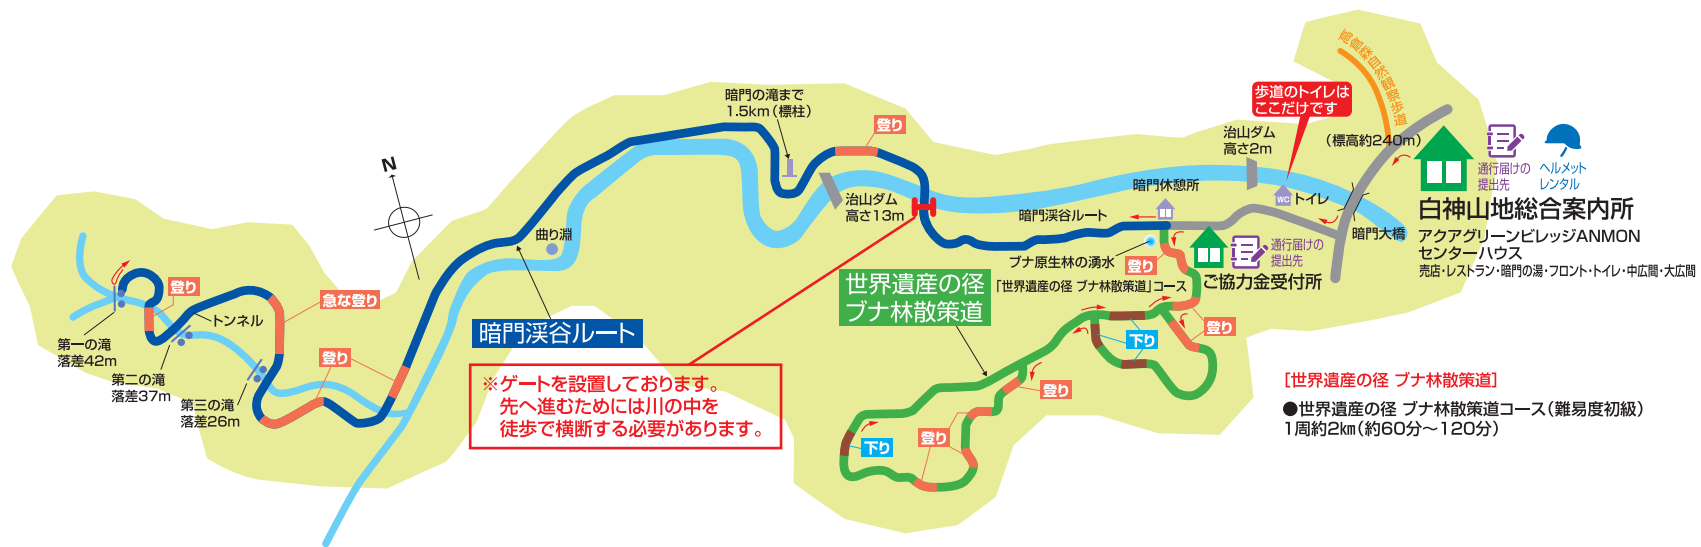 高倉森自然観察歩道
歩道のトイレは
ここだけです
暗門の滝まで
1.5km（標柱）
登り
治山ダム
高さ2m
（標高約240m）
通行届けの
提出先
ヘルメット
レンタル
N
治山ダム
高さ13m
暗門休憩所
WC
トイレ
白神山地総合案内所
アクアグリーンビレッジANMON
センターハウス
売店・レストラン・暗門の湯・フロント・トイレ・中広間・大広間
暗門渓谷ルート
暗門大橋
曲り淵
ブナ原生林の湧水
登り
通行届けの
提出先
ご協力金受付所
「世界遺産の径 ブナ林散策道」コース
世界遺産の径
ブナ林散策道
登り
急な登り
トンネル
暗門渓谷ルート
登り
下り
登り
第一の滝
落差42m
第二の滝
落差37m
第三の滝
落差26m
※ゲートを設置しております。
先へ進むためには川の中を
徒歩で横断する必要があります。
登り
登り
下り
［世界遺産の径 ブナ林散策道］
●世界遺産の径 ブナ林散策道コース（難易度初級）
1周約2km（約60分～120分）